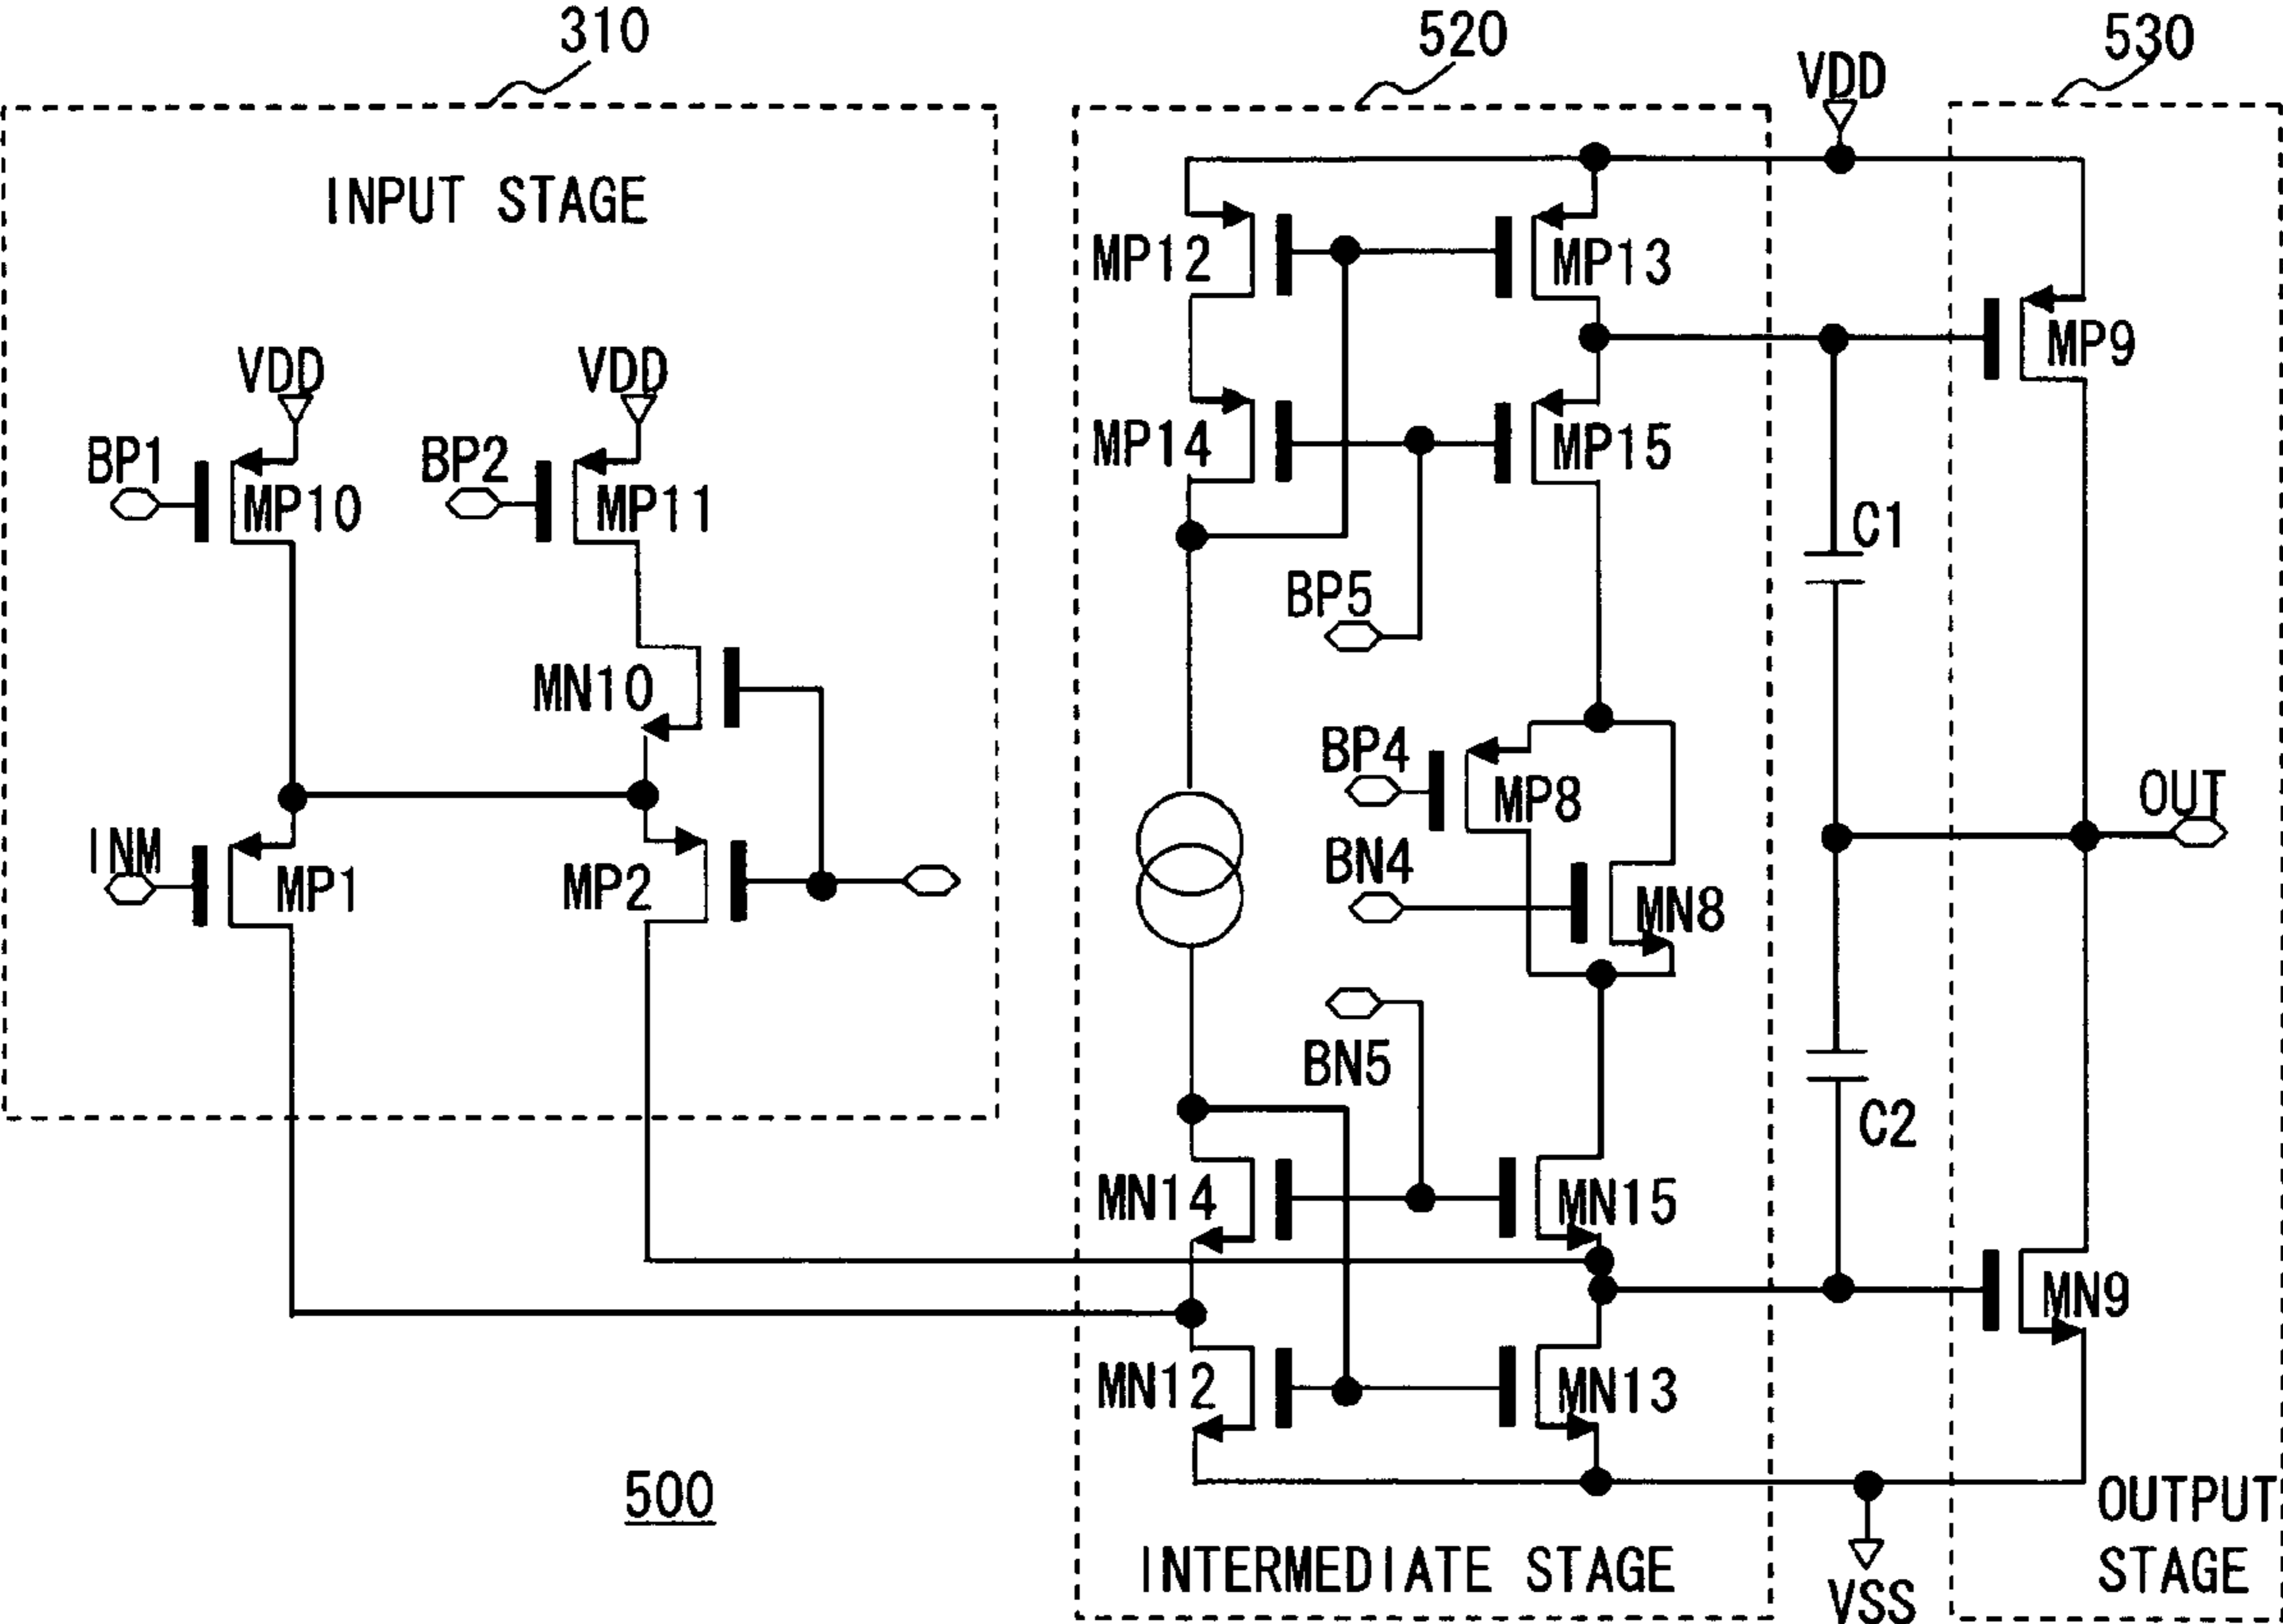 310
520
530
VDD
INPUT STAGE
MP12
MP13
MP9
VDD
VDD
BP1
MP10
BP2
MP11
MP14
MP15
C1
BP5
MN10
BP4
MP8
OUT
INM
MP1
MP2
BN4
MN8
BN5
C2
MN14
MN15
MN9
MN12
MN13
500
OUTPUT
STAGE
INTERMEDIATE STAGE
VSS